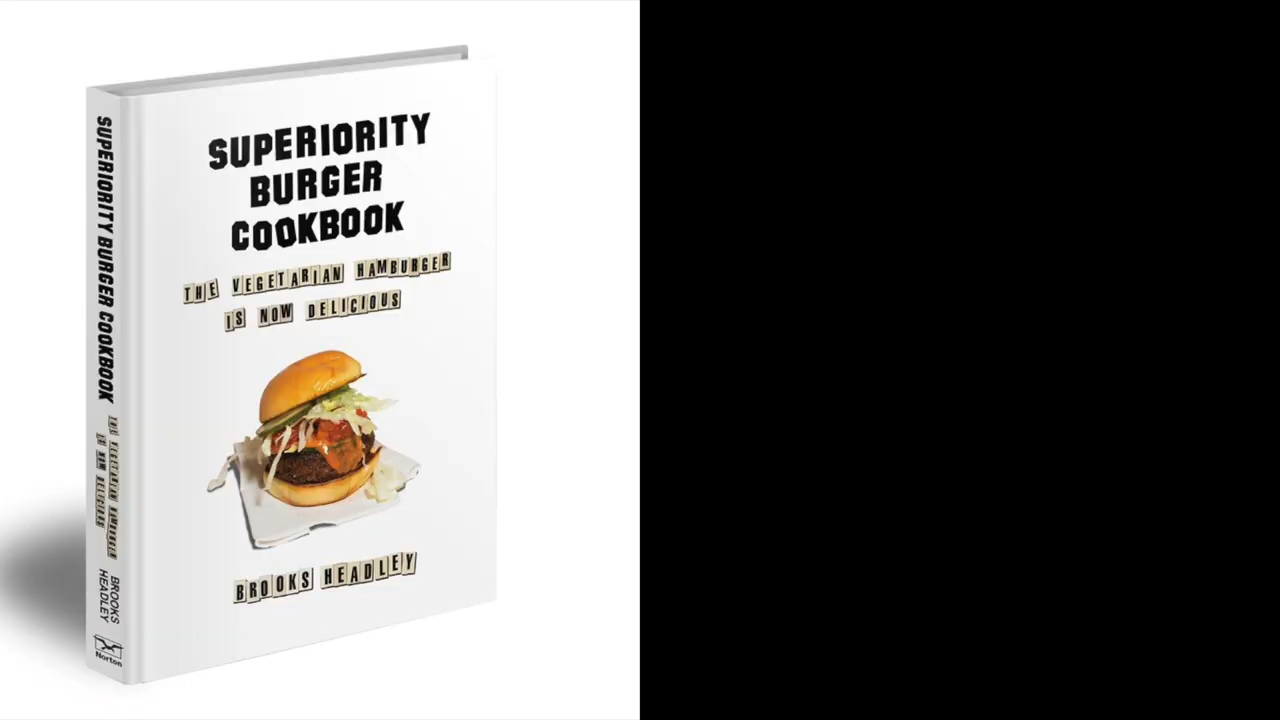 SUPERIORITY
BURGER
COOKBOOK
THE VEGETARIAN HAMBURGER
IS NOW DELICIOUS
BROOKS HEADLEY
SUPERIORITY BURGER COOKBOOK
THE VEGETARIAN HAMBURGER
IS NOW DELICIOUS
BROOKS
HEADLEY
Norton